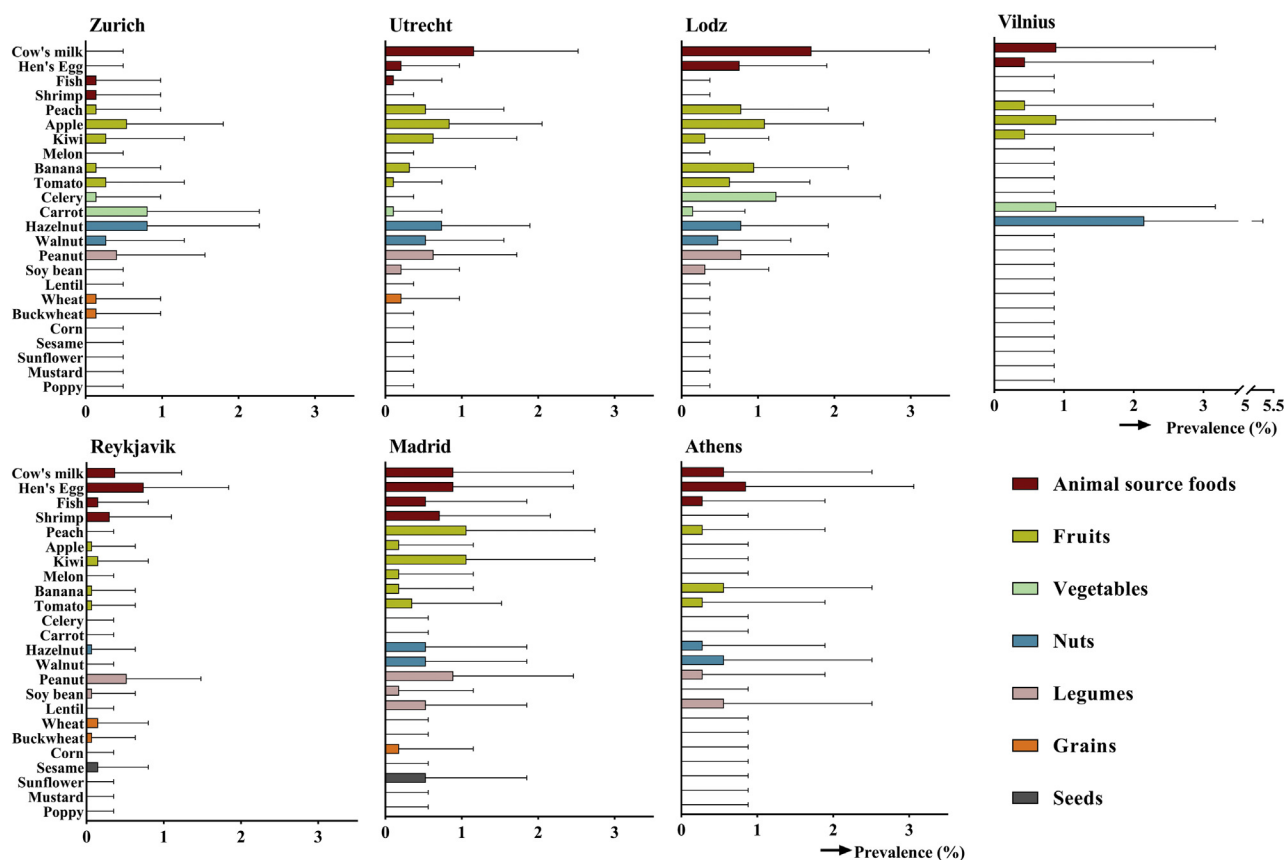 Zurich
Utrecht
Lodz
Vilnius
Cow's milk
Hen's Egg
Fish
Shrimp
Peach
Apple
Kiwi
Melon
Banana
Tomato
Celery
Carrot
Hazelnut
Walnut
Peanut
Soy bean
Lentil
Wheat
Buckwheat
Corn
Sesame
Sunflower
Mustard
Poppy
0 1 2 3
0 1 2 3
0 1 2 3
0 1 2 3 5 5.5
Prevalence (%)
Reykjavik
Madrid
Athens
Cow's milk
Hen's Egg
Fish
Shrimp
Peach
Apple
Kiwi
Melon
Banana
Tomato
Celery
Carrot
Hazelnut
Walnut
Peanut
Soy bean
Lentil
Wheat
Buckwheat
Corn
Sesame
Sunflower
Mustard
Poppy
0 1 2 3
0 1 2 3
0 1 2 3
Prevalence (%)
Animal source foods
Fruits
Vegetables
Nuts
Legumes
Grains
Seeds